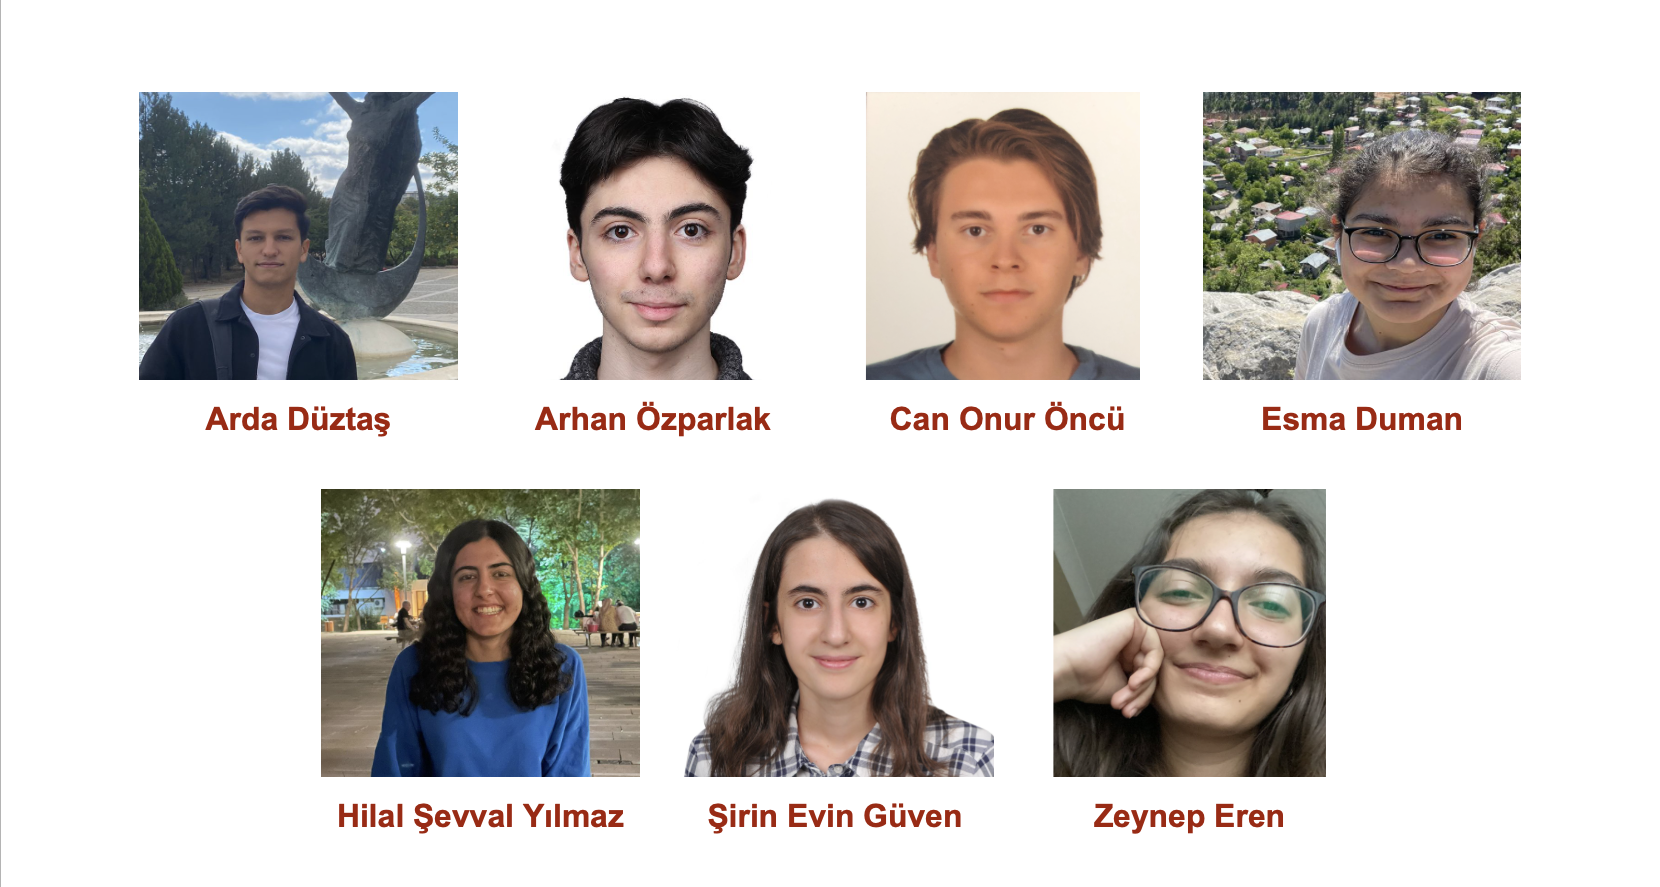 Arda Düztaş
Arhan Özparlak
Can Onur Öncü
Esma Duman
Hilal Şevval Yılmaz
Şirin Evin Güven
Zeynep Eren